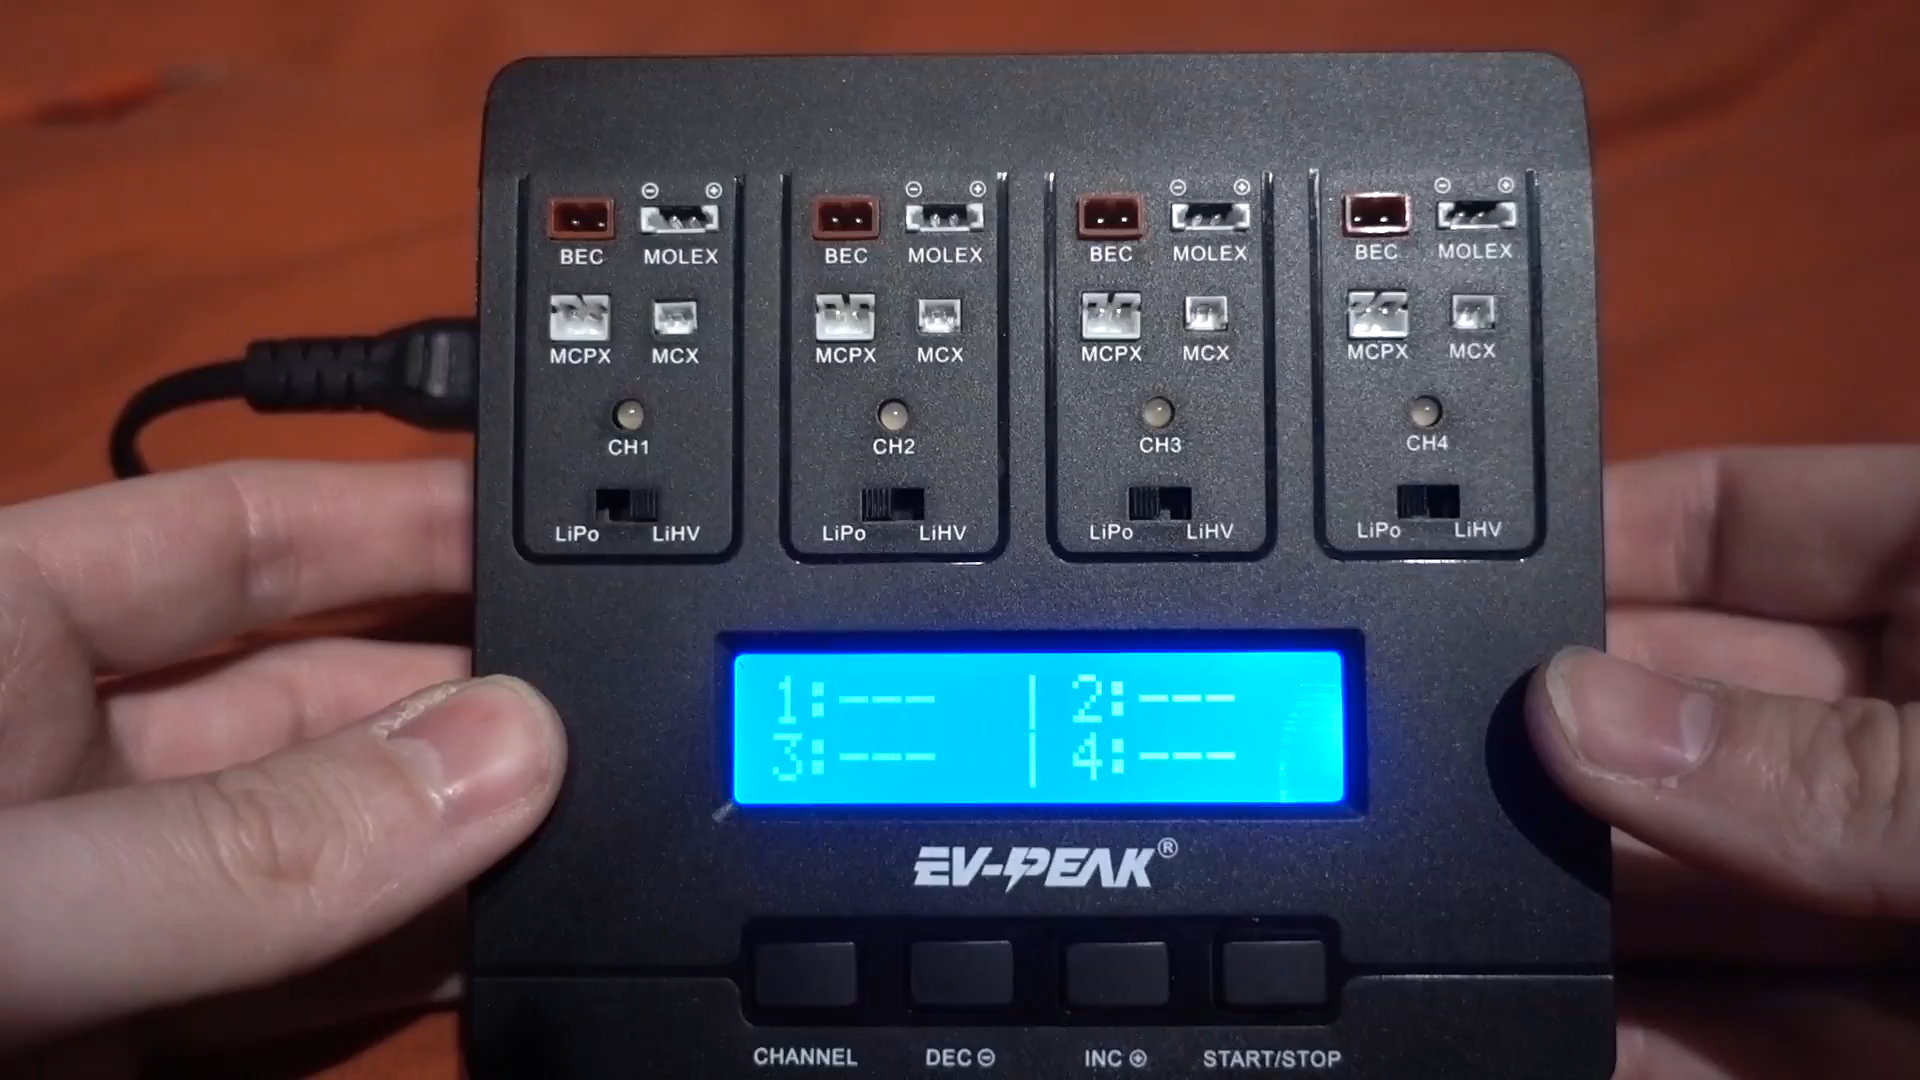 ⊖ ⊕ ⊖ ⊕ ⊖ ⊕ ⊖ ⊕
BEC MOLEX BEC MOLEX BEC MOLEX BEC MOLEX
MCPX MCX MCPX MCX MCPX MCX MCPX MCX
CH1 CH2 CH3 CH4
LiPo LiHV LiPo LiHV LiPo LiHV LiPo LiHV
1:--- | 2:---
3:--- | 4:---
EV-PEAK®
CHANNEL DEC ⊖ INC ⊕ START/STOP